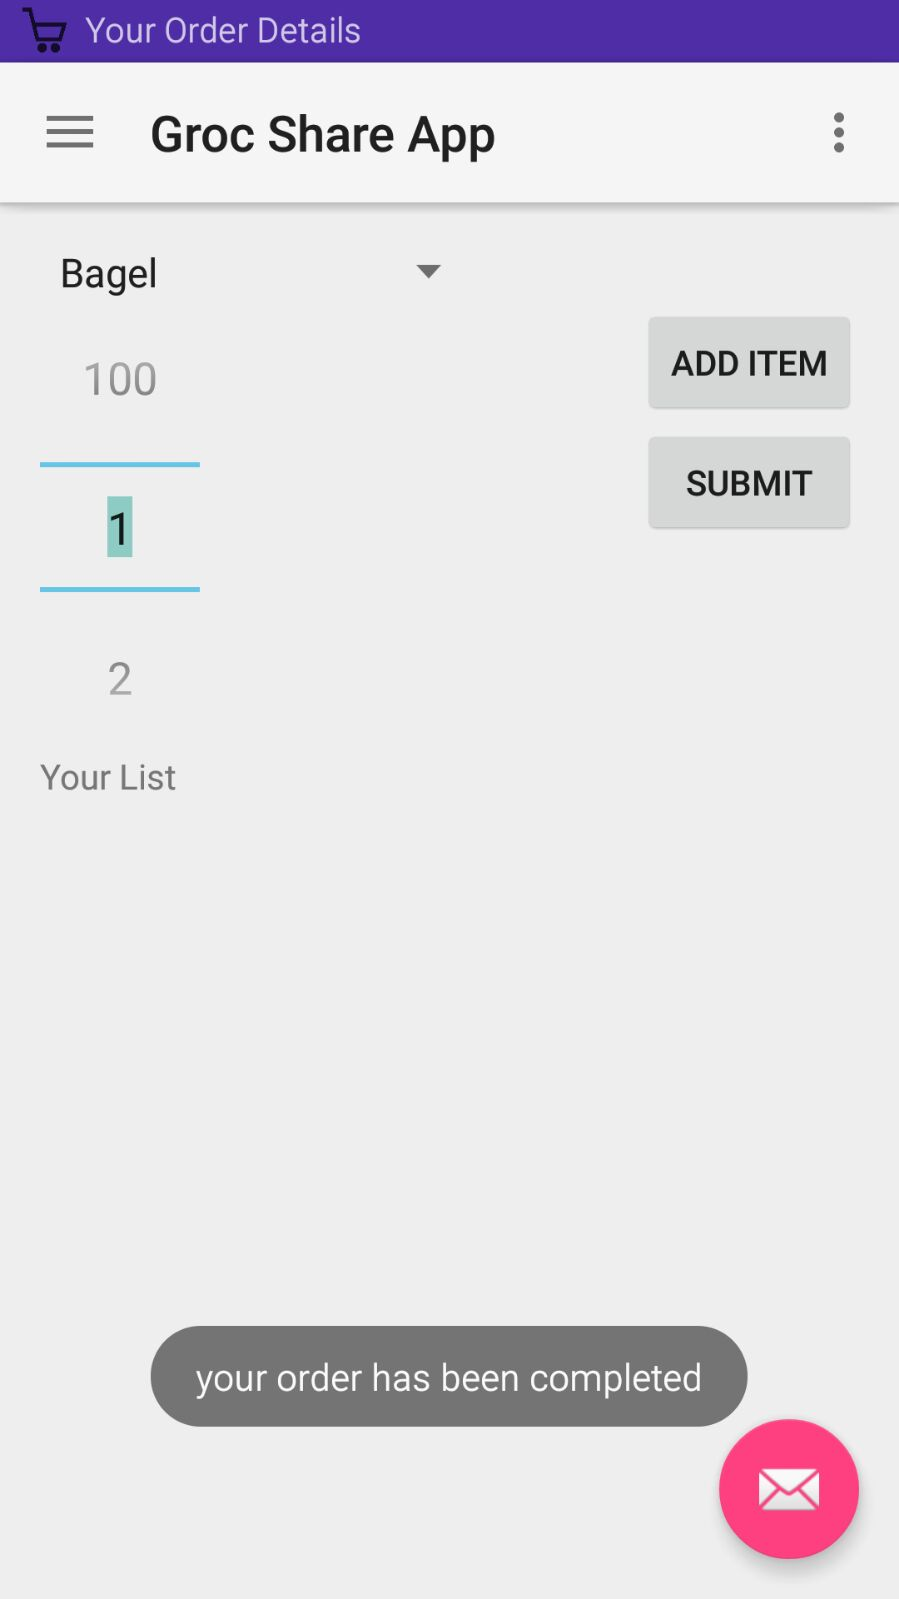 Your Order Details
Groc Share App
Bagel
100
ADD ITEM
SUBMIT
1
2
Your List
your order has been completed